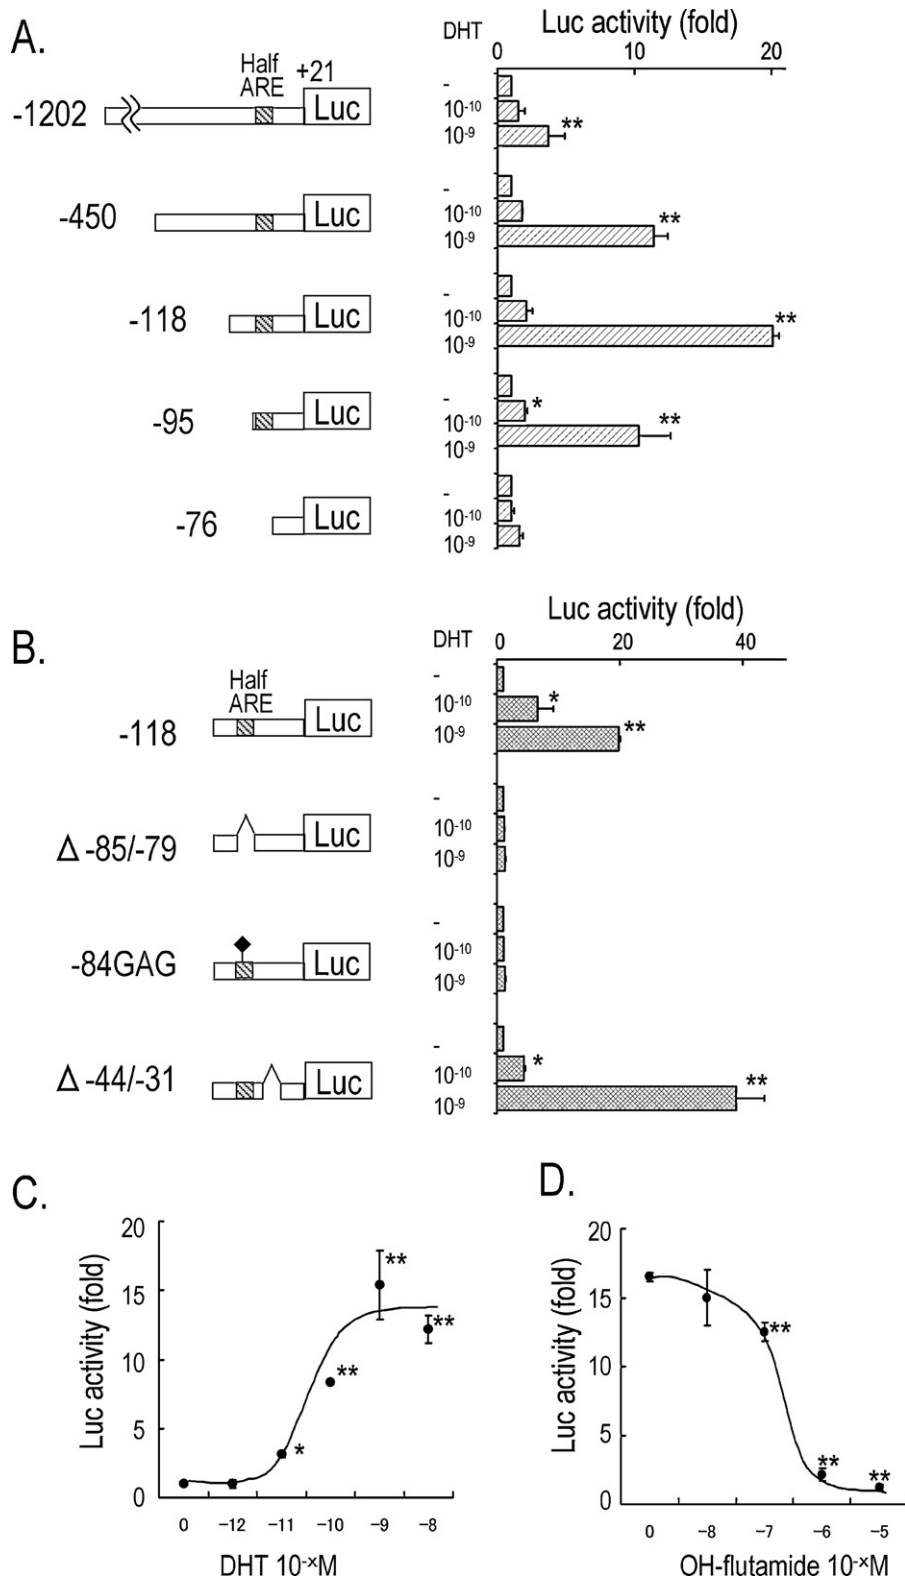 A.
DHT
Luc activity (fold)
0 10 20
Half
ARE
+21
-1202
Luc
-
10⁻¹⁰
10⁻⁹
**
-450
Luc
-
10⁻¹⁰
10⁻⁹
**
-118
Luc
-
10⁻¹⁰
10⁻⁹
**
-95
Luc
-
10⁻¹⁰
10⁻⁹
*
**
-76
Luc
-
10⁻¹⁰
10⁻⁹
B.
DHT
Luc activity (fold)
0 20 40
Half
ARE
-118
Luc
-
10⁻¹⁰
10⁻⁹
*
**
Δ -85/-79
Luc
-
10⁻¹⁰
10⁻⁹
-84GAG
Luc
-
10⁻¹⁰
10⁻⁹
Δ -44/-31
Luc
-
10⁻¹⁰
10⁻⁹
*
**
C.
Luc activity (fold)
20
15
10
5
0
*
**
**
**
0 −12 −11 −10 −9 −8
DHT 10⁻ˣM
D.
Luc activity (fold)
20
15
10
5
0
**
**
**
0 −8 −7 −6 −5
OH-flutamide 10⁻ˣM